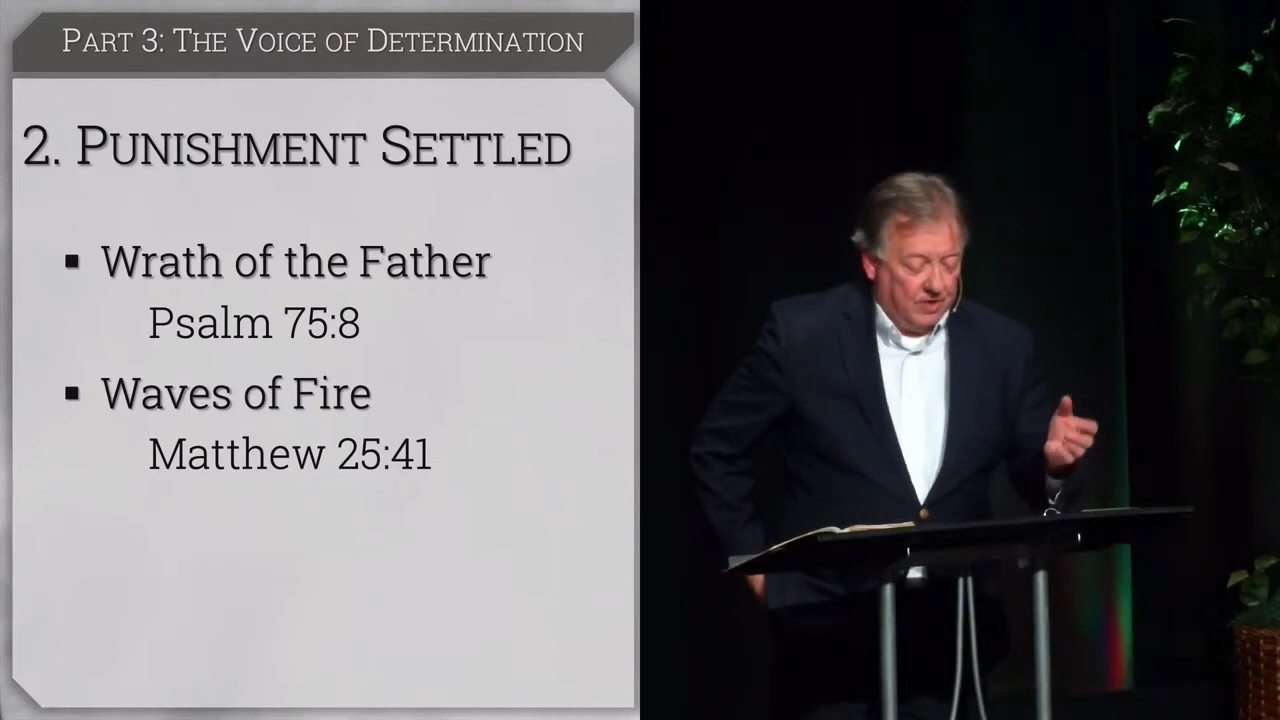 Part 3: The Voice of Determination
2. Punishment Settled
▪ Wrath of the Father
Psalm 75:8
▪ Waves of Fire
Matthew 25:41